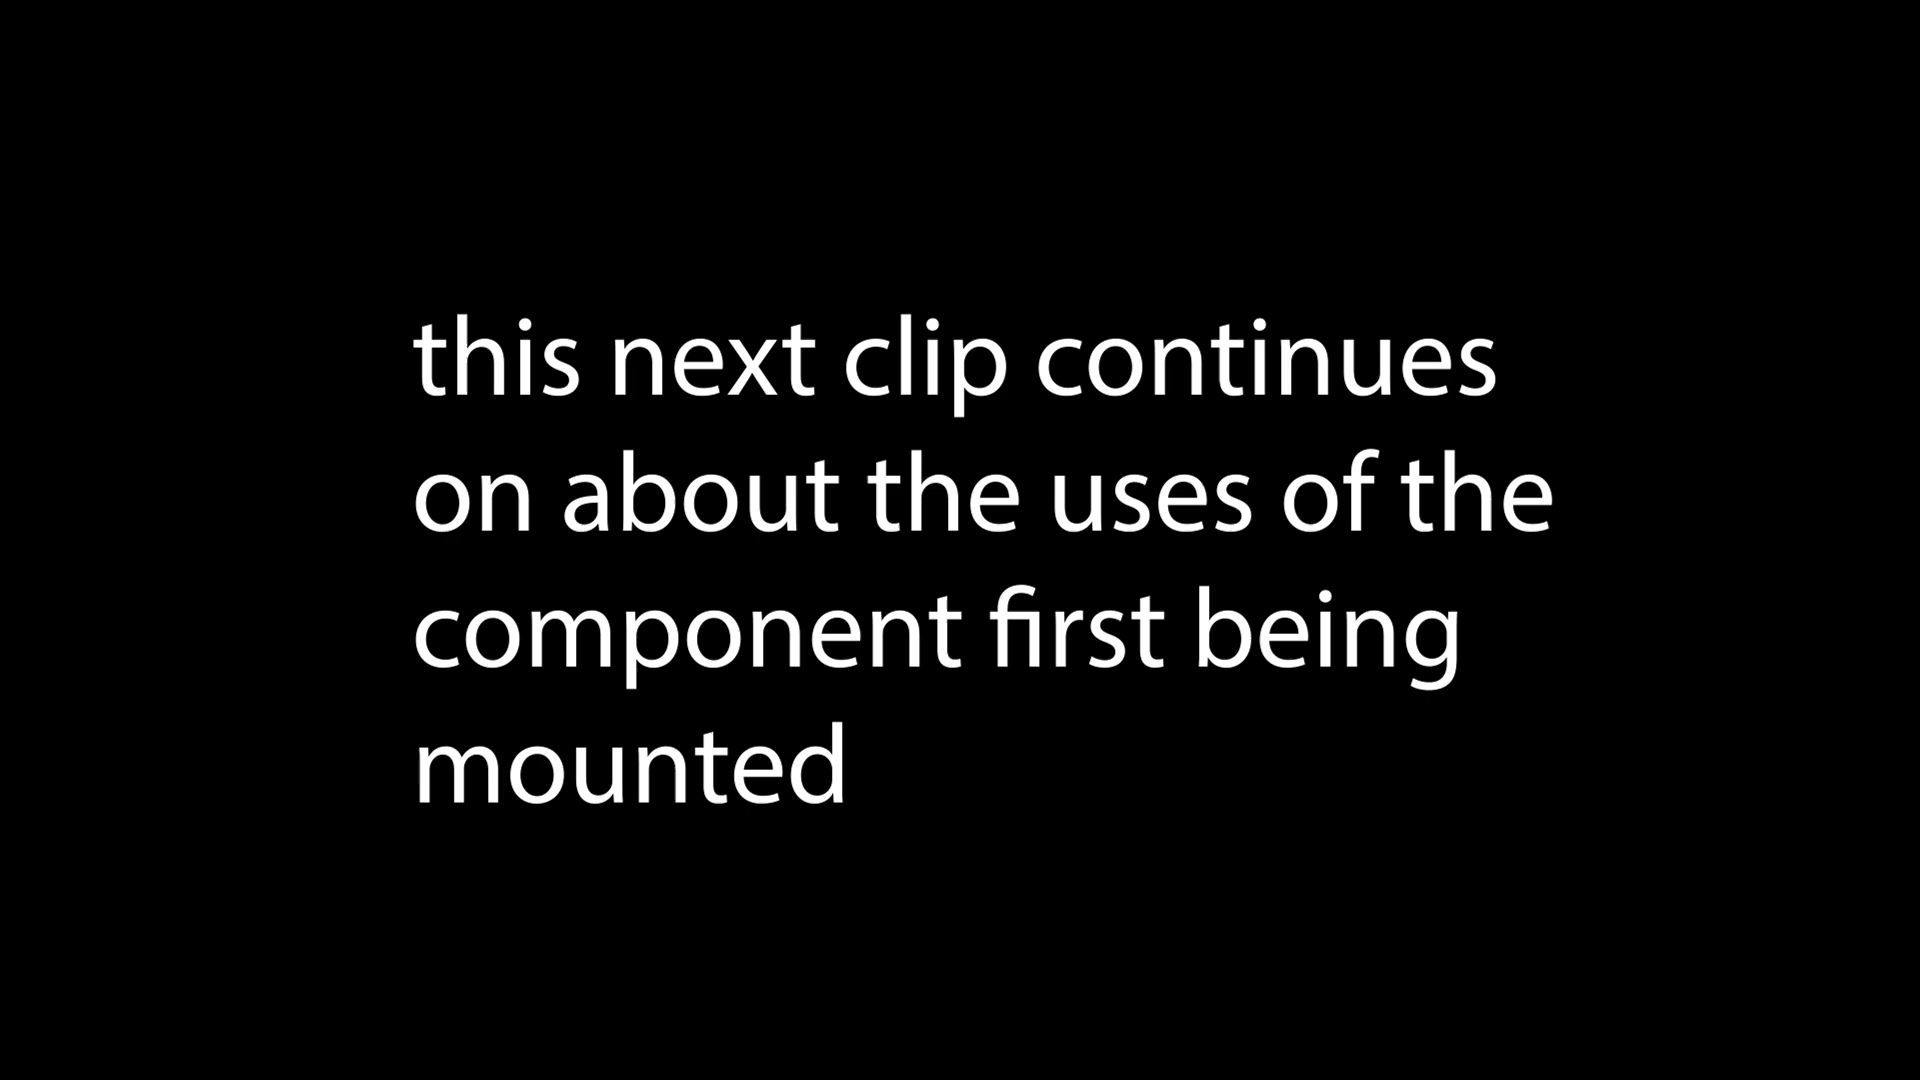 this next clip continues
on about the uses of the
component first being
mounted